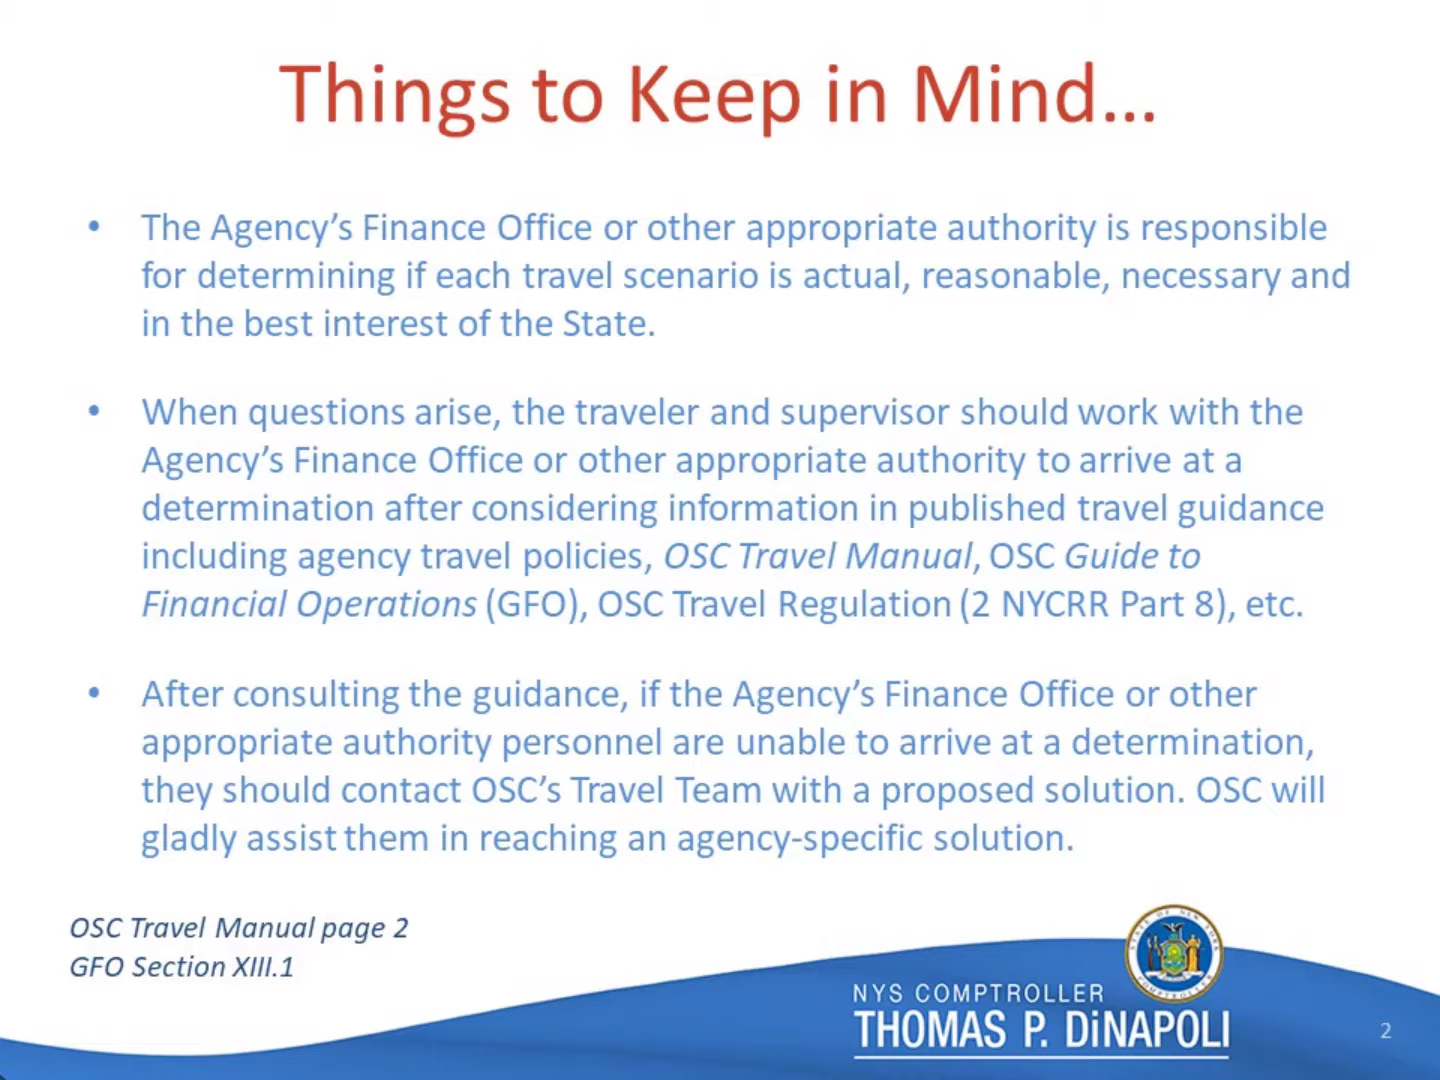 Things to Keep in Mind...
• The Agency's Finance Office or other appropriate authority is responsible
for determining if each travel scenario is actual, reasonable, necessary and
in the best interest of the State.
• When questions arise, the traveler and supervisor should work with the
Agency's Finance Office or other appropriate authority to arrive at a
determination after considering information in published travel guidance
including agency travel policies, OSC Travel Manual, OSC Guide to
Financial Operations (GFO), OSC Travel Regulation (2 NYCRR Part 8), etc.
• After consulting the guidance, if the Agency's Finance Office or other
appropriate authority personnel are unable to arrive at a determination,
they should contact OSC's Travel Team with a proposed solution. OSC will
gladly assist them in reaching an agency-specific solution.
OSC Travel Manual page 2
GFO Section XIII.1
STATE OF NEW YORK
COMPTROLLER
NYS COMPTROLLER
THOMAS P. DiNAPOLI
2